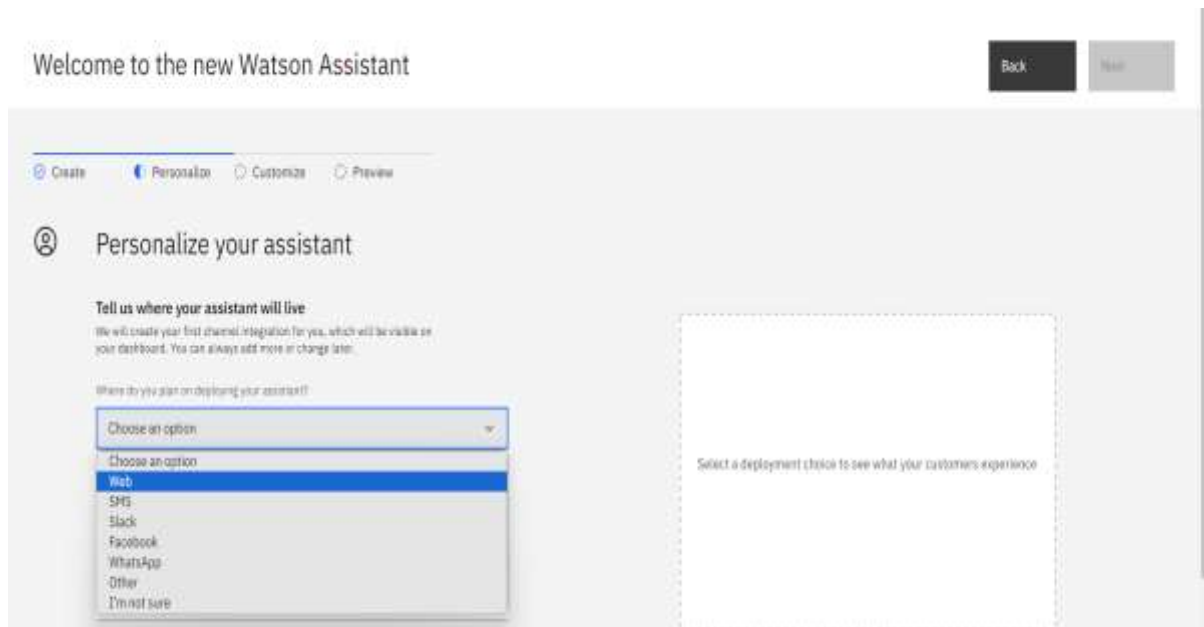 Welcome to the new Watson Assistant
Back
Next
Create
Personalize
Customize
Preview
Personalize your assistant
Tell us where your assistant will live
We will create your first channel integration for you, which will be visible on
your dashboard. You can always add more or change later.
Where do you plan on deploying your assistant?
Choose an option
Choose an option
Web
SMS
Slack
Facebook
WhatsApp
Other
I'm not sure
Select a deployment choice to see what your customers experience